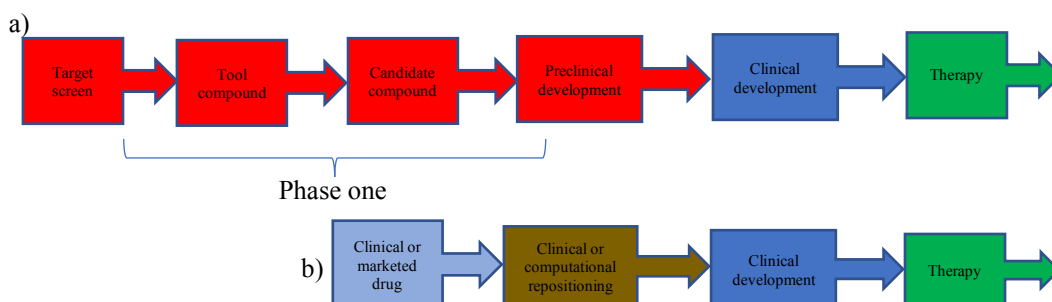 a)
Target
screen
Tool
compound
Candidate
compound
Preclinical
development
Clinical
development
Therapy
Phase one
b)
Clinical or
marketed
drug
Clinical or
computational
repositioning
Clinical
development
Therapy